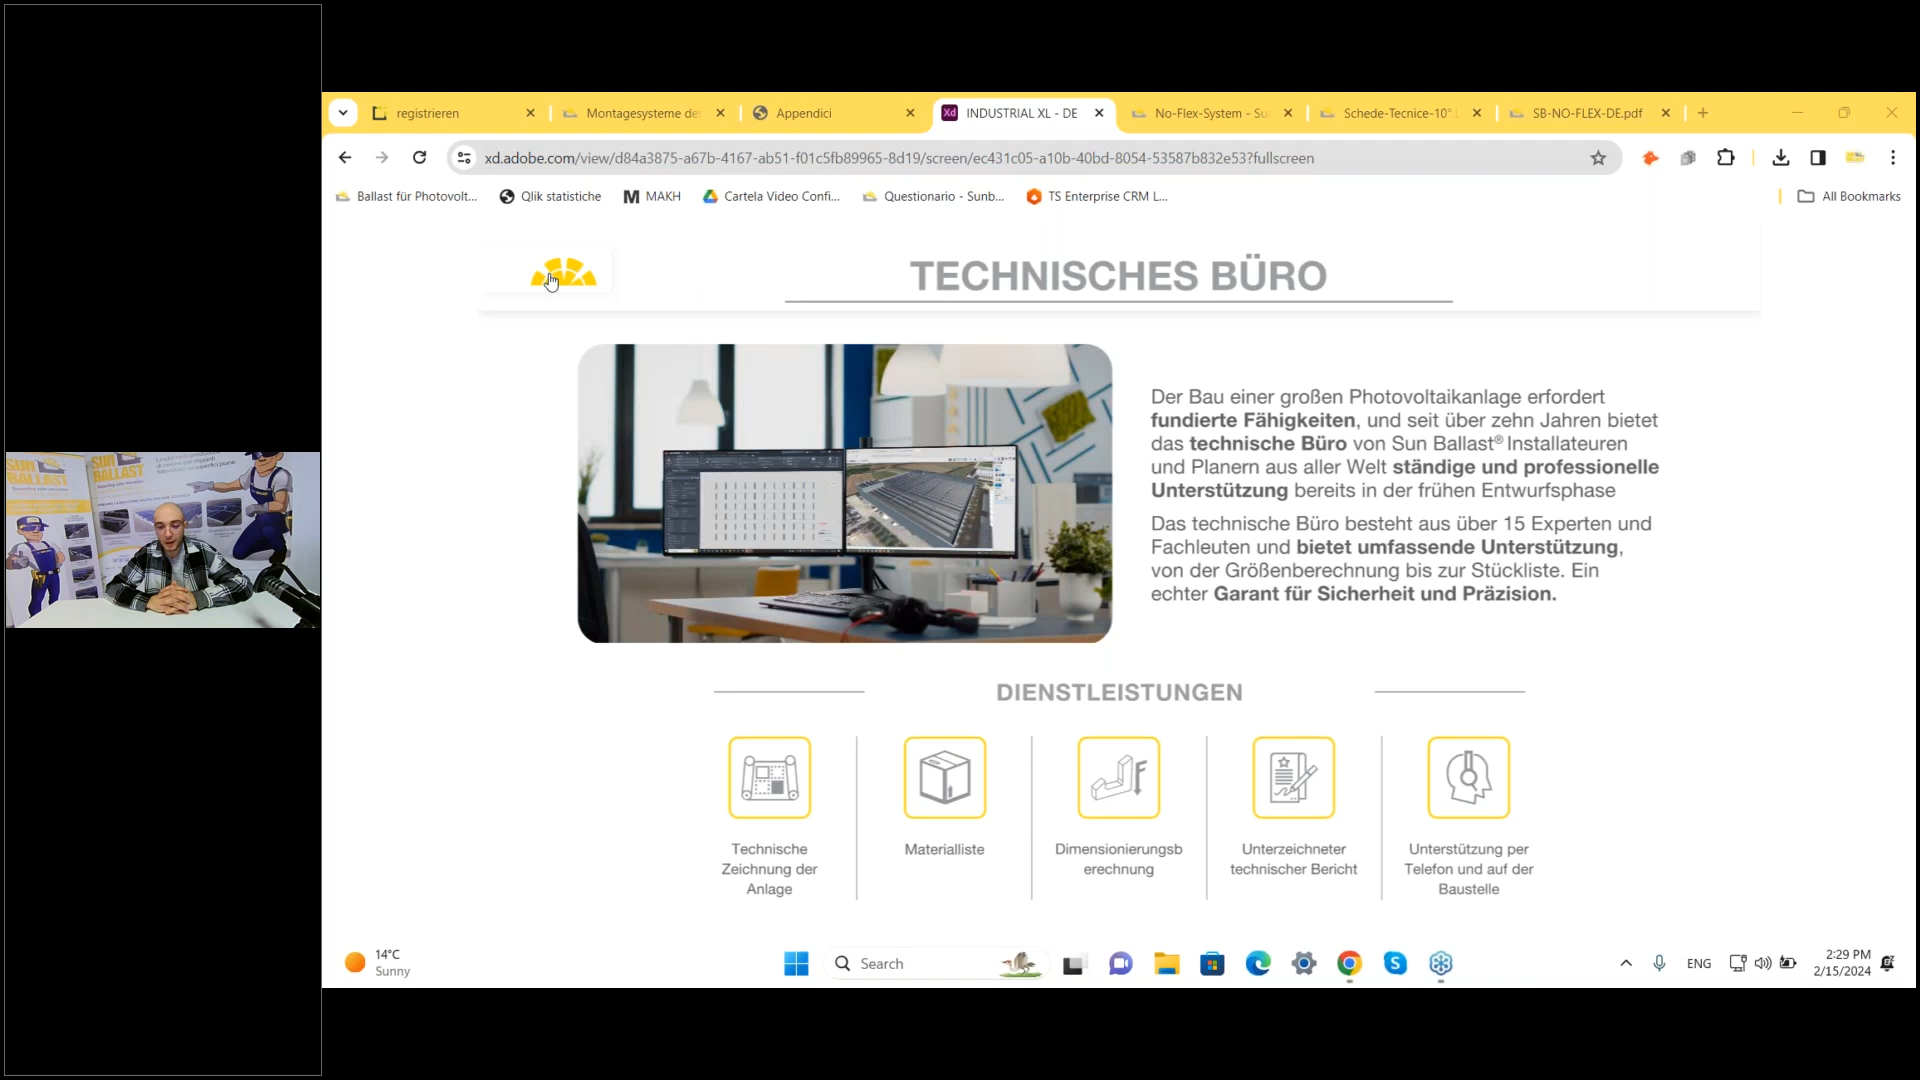 registrieren
Montagesysteme der
Appendici
INDUSTRIAL XL - DE
No-Flex-System - Su
Schede-Tecnice-10°.
SB-NO-FLEX-DE.pdf
xd.adobe.com/view/d84a3875-a67b-4167-ab51-f01c5fb89965-8d19/screen/ec431c05-a10b-40bd-8054-53587b832e53?fullscreen
Ballast für Photovolt...
Qlik statistiche
MAKH
Cartela Video Confi...
Questionario - Sunb...
TS Enterprise CRM L...
All Bookmarks
TECHNISCHES BÜRO
Der Bau einer großen Photovoltaikanlage erfordert
fundierte Fähigkeiten, und seit über zehn Jahren bietet
das technische Büro von Sun Ballast® Installateuren
und Planern aus aller Welt ständige und professionelle
Unterstützung bereits in der frühen Entwurfsphase
Das technische Büro besteht aus über 15 Experten und
Fachleuten und bietet umfassende Unterstützung,
von der Größenberechnung bis zur Stückliste. Ein
echter Garant für Sicherheit und Präzision.
SUN
BALLAST
SUN
BALLAST
DIENSTLEISTUNGEN
Technische
Zeichnung der
Anlage
Materialliste
Dimensionierungsb
erechnung
Unterzeichneter
technischer Bericht
Unterstützung per
Telefon und auf der
Baustelle
14°C
Sunny
Search
ENG
2:29 PM
2/15/2024